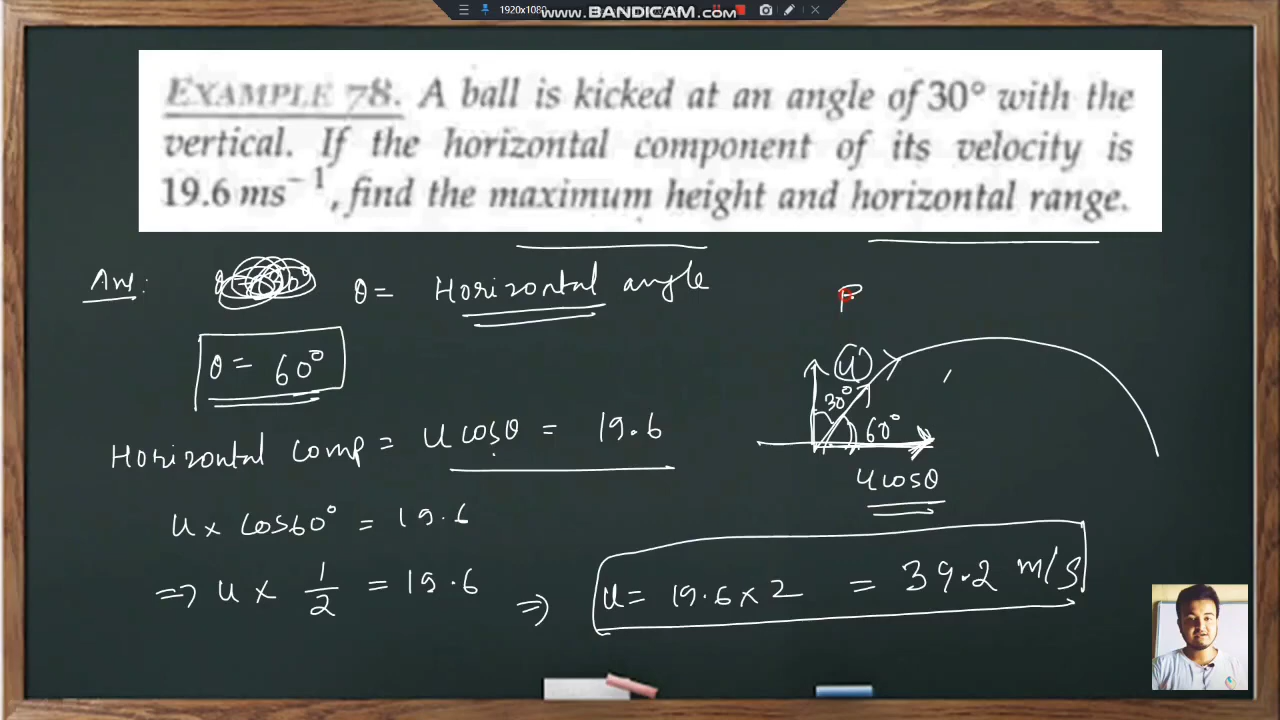 1920x1080
www.BANDICAM.com
EXAMPLE 78. A ball is kicked at an angle of 30° with the
vertical. If the horizontal component of its velocity is
19.6 ms⁻¹, find the maximum height and horizontal range.
Ans: θ = Horizontal angle
θ = 60°
Horizontal comp = u cosθ = 19.6
u × cos60° = 19.6
⇒ u × 1/2 = 19.6 ⇒ u = 19.6 × 2 = 39.2 m/s
u
30°
60°
u cosθ